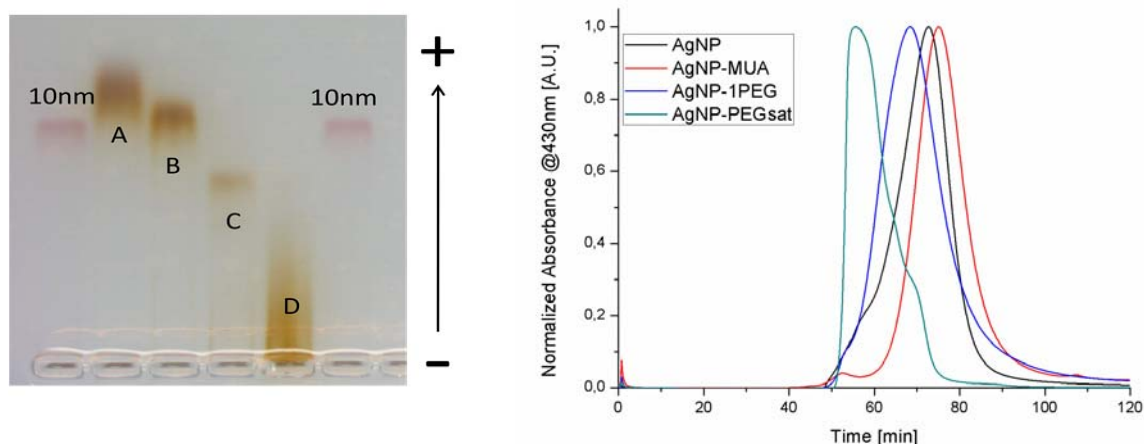 10nm
A
B
C
D
10nm
+
-
Normalized Absorbance @430nm [A.U.]
1,0
0,8
0,6
0,4
0,2
0,0
AgNP
AgNP-MUA
AgNP-1PEG
AgNP-PEGsat
0 20 40 60 80 100 120
Time [min]